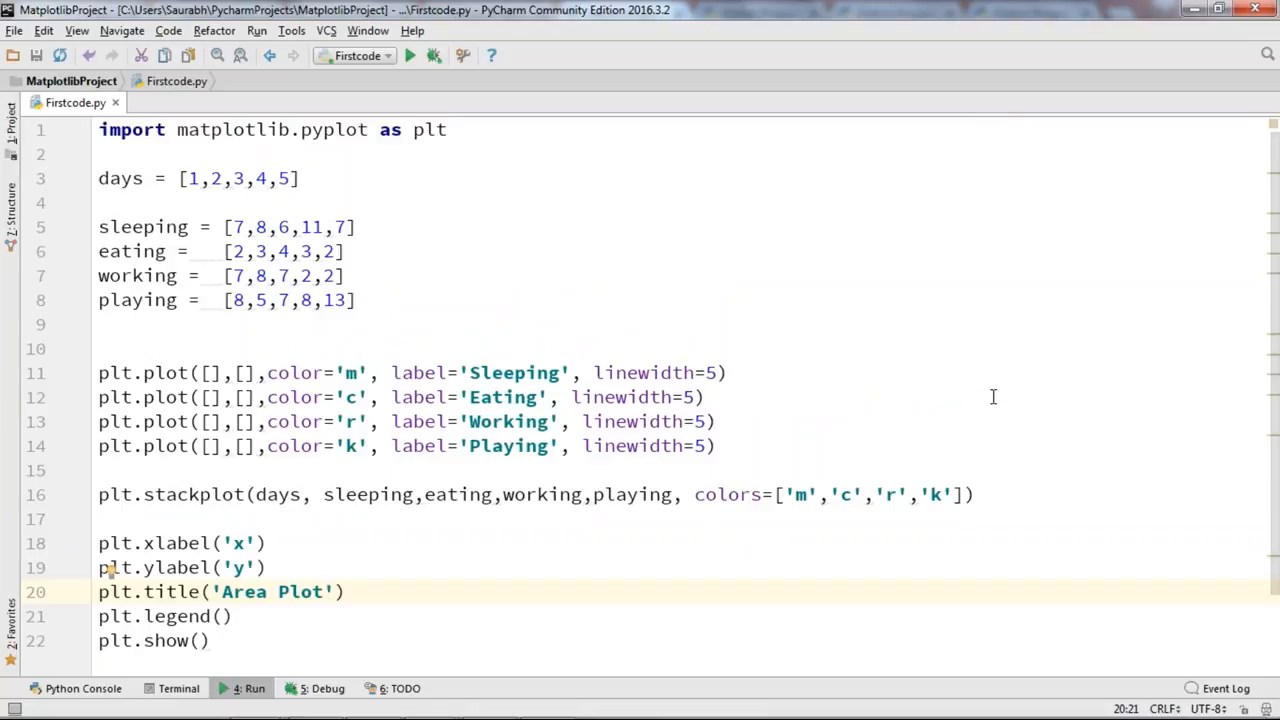 MatplotlibProject - [C:\Users\Saurabh\PycharmProjects\MatplotlibProject] - ...\Firstcode.py - PyCharm Community Edition 2016.3.2
File Edit View Navigate Code Refactor Run Tools VCS Window Help
Firstcode
MatplotlibProject Firstcode.py
Firstcode.py
1: Project
7: Structure
2: Favorites
1 import matplotlib.pyplot as plt
2
3 days = [1,2,3,4,5]
4
5 sleeping = [7,8,6,11,7]
6 eating =   [2,3,4,3,2]
7 working =  [7,8,7,2,2]
8 playing =  [8,5,7,8,13]
9
10
11 plt.plot([],[],color='m', label='Sleeping', linewidth=5)
12 plt.plot([],[],color='c', label='Eating', linewidth=5)
13 plt.plot([],[],color='r', label='Working', linewidth=5)
14 plt.plot([],[],color='k', label='Playing', linewidth=5)
15
16 plt.stackplot(days, sleeping,eating,working,playing, colors=['m','c','r','k'])
17
18 plt.xlabel('x')
19 plt.ylabel('y')
20 plt.title('Area Plot')
21 plt.legend()
22 plt.show()
Python Console Terminal 4: Run 5: Debug 6: TODO Event Log
20:21 CRLF UTF-8